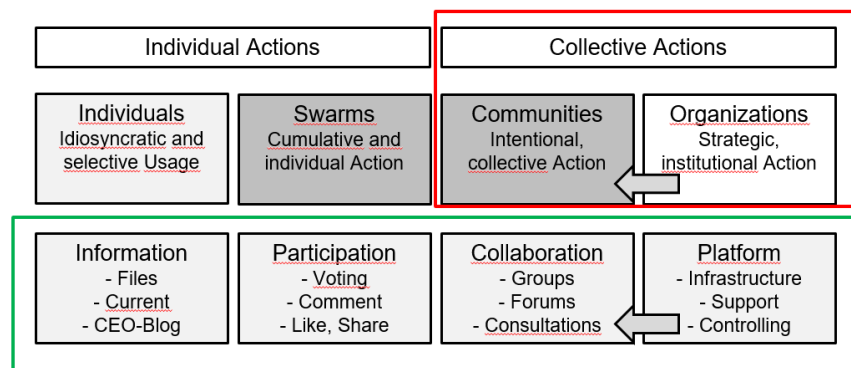 Individual Actions
Collective Actions
Individuals
Idiosyncratic and
selective Usage
Swarms
Cumulative and
individual Action
Communities
Intentional,
collective Action
Organizations
Strategic,
institutional Action
Information
- Files
- Current
- CEO-Blog
Participation
- Voting
- Comment
- Like, Share
Collaboration
- Groups
- Forums
- Consultations
Platform
- Infrastructure
- Support
- Controlling